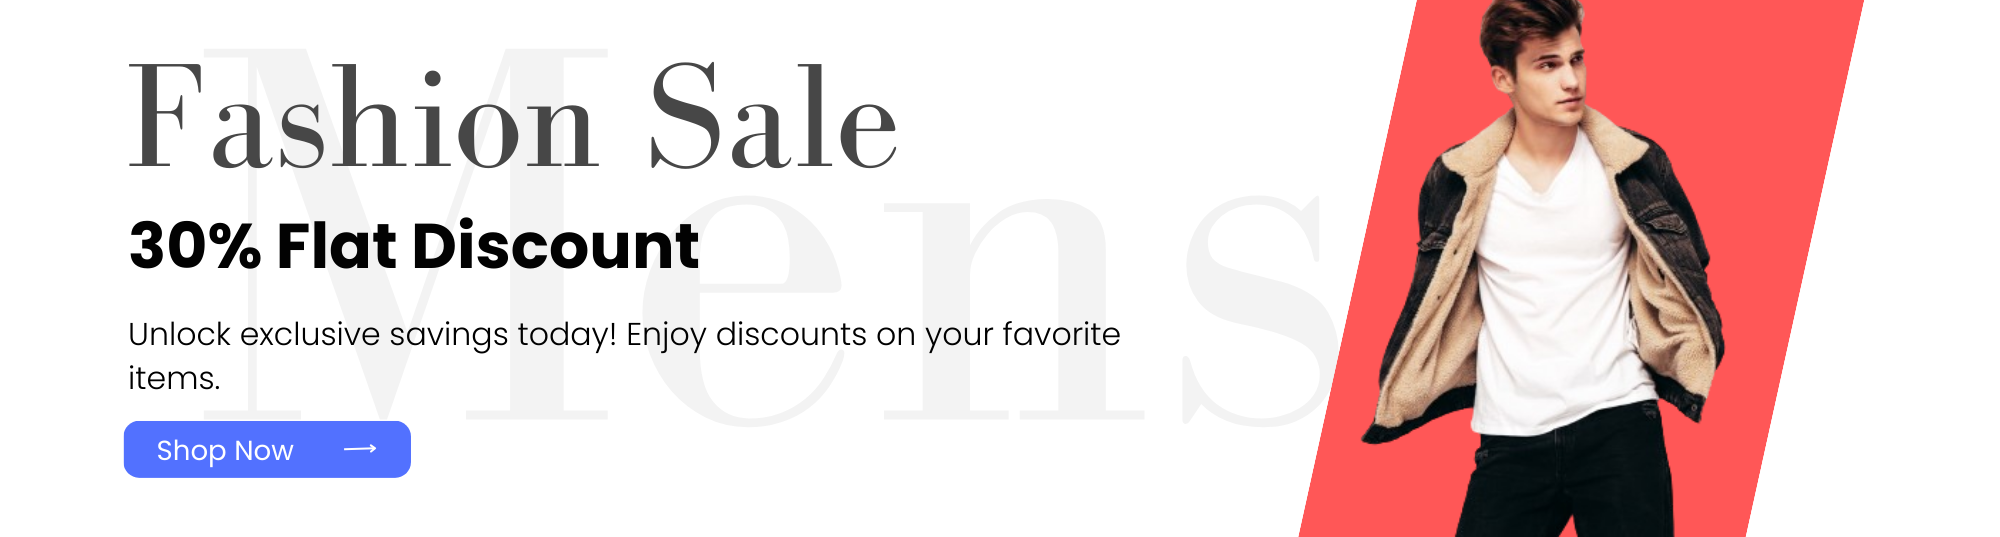 Fashion Sale
Mens
30% Flat Discount
Unlock exclusive savings today! Enjoy discounts on your favorite
items.
Shop Now